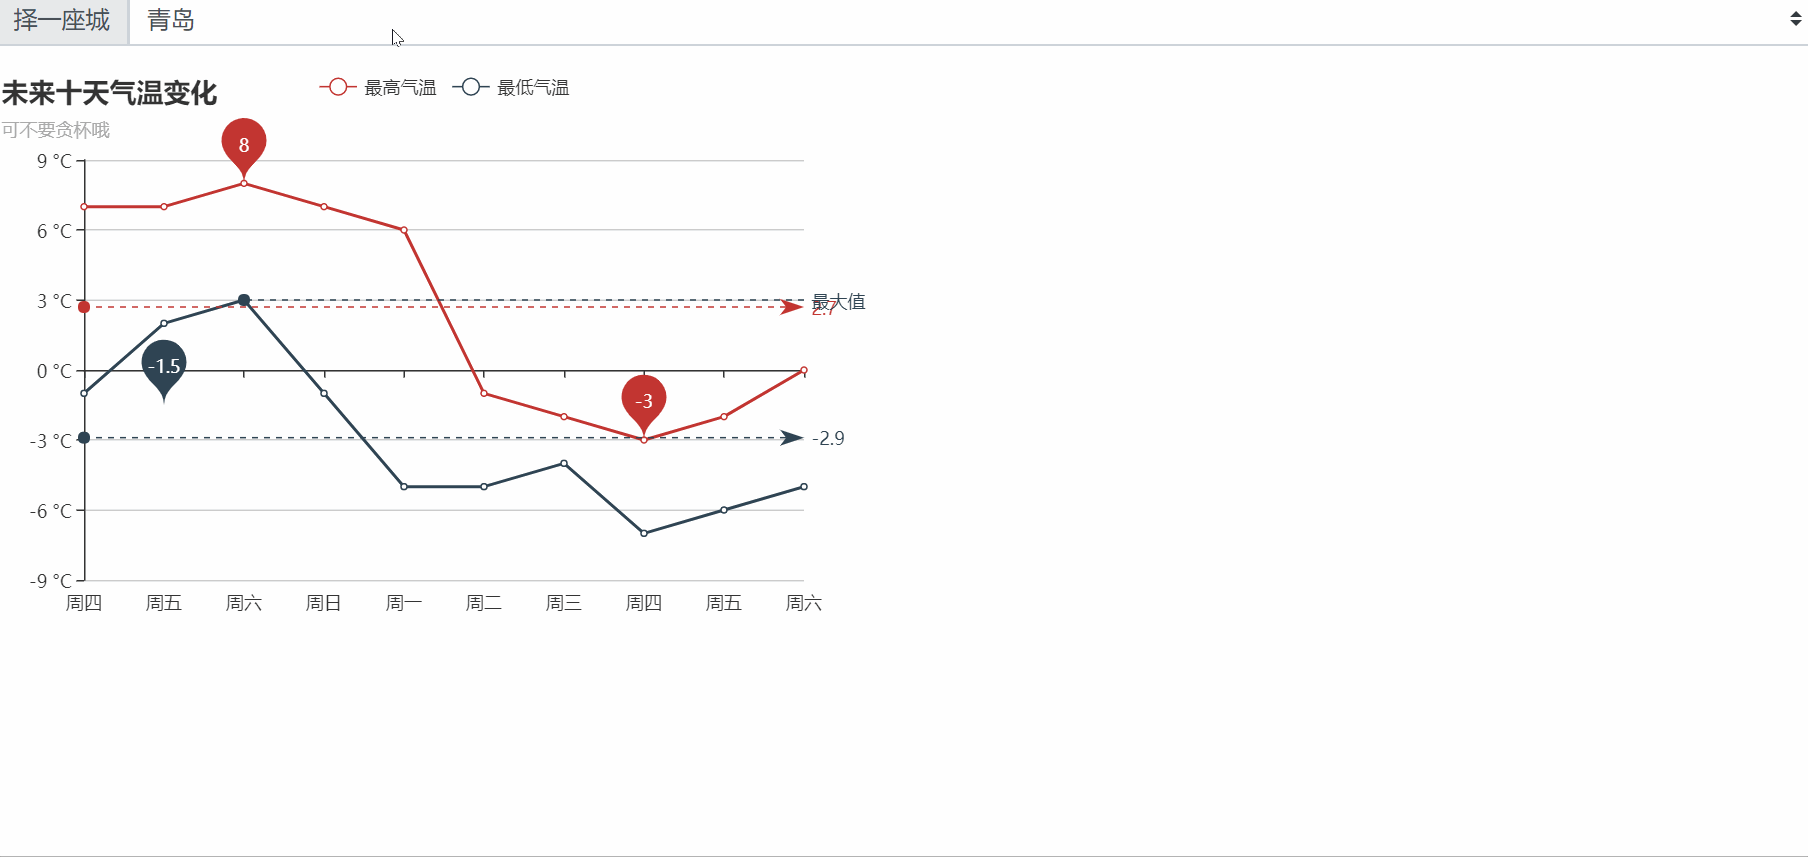 择一座城 青岛
未来十天气温变化
最高气温 最低气温
可不要贪杯哦
8
9 °C
6 °C
3 °C
最大值
2.7
-1.5
0 °C
-3
-3 °C
-2.9
-6 °C
-9 °C
周四 周五 周六 周日 周一 周二 周三 周四 周五 周六